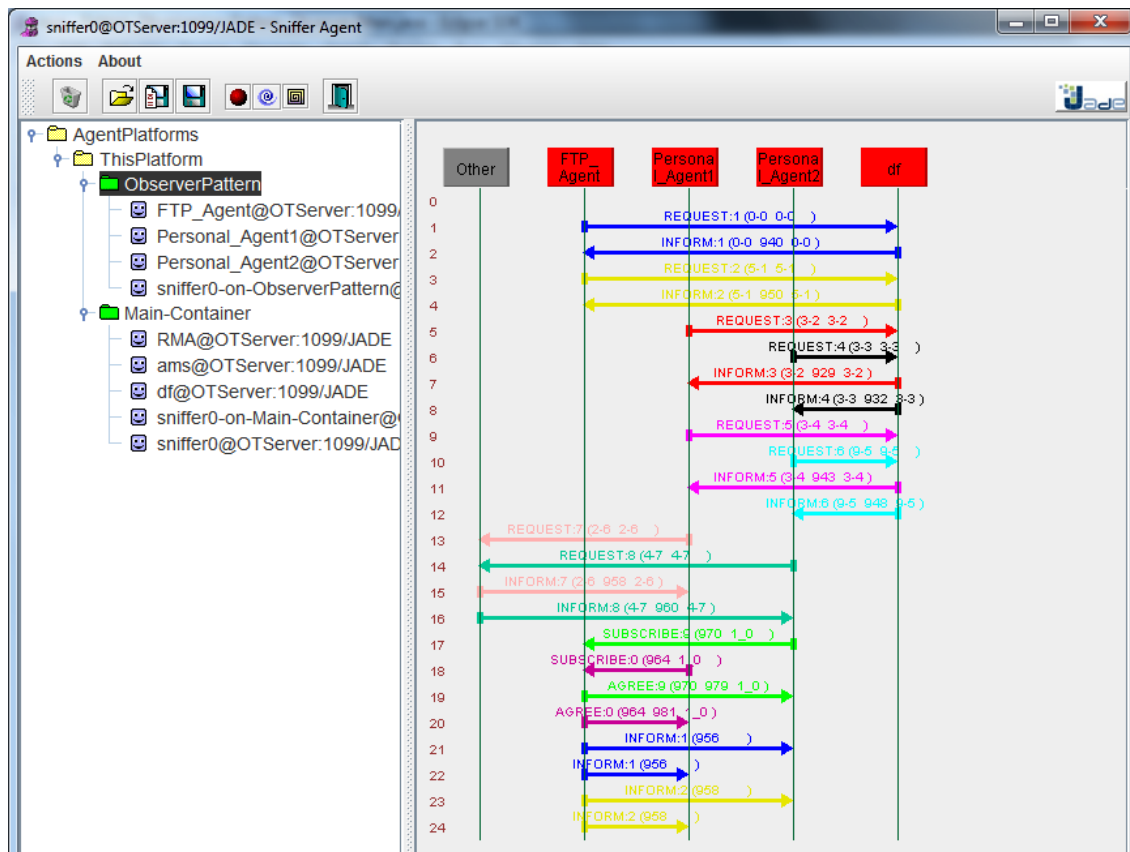 sniffer0@OTServer:1099/JADE - Sniffer Agent
Actions About
Jade
AgentPlatforms
ThisPlatform
ObserverPattern
FTP_Agent@OTServer:1099/
Personal_Agent1@OTServer
Personal_Agent2@OTServer
sniffer0-on-ObserverPattern@
Main-Container
RMA@OTServer:1099/JADE
ams@OTServer:1099/JADE
df@OTServer:1099/JADE
sniffer0-on-Main-Container@
sniffer0@OTServer:1099/JAD
Other
FTP_
Agent
Persona
l_Agent1
Persona
l_Agent2
df
0
REQUEST:1 (0-0 0-0 )
1
INFORM:1 (0-0 940 0-0)
2
REQUEST:2 (5-1 5-1 )
3
INFORM:2 (5-1 950 5-1)
4
REQUEST:3 (3-2 3-2 )
5
REQUEST:4 (3-3 3-3 )
6
INFORM:3 (3-2 929 3-2)
7
INFORM:4 (3-3 932 3-3)
8
REQUEST:5 (3-4 3-4 )
9
REQUEST:6 (9-5 9-5 )
10
INFORM:5 (3-4 943 3-4)
11
INFORM:6 (9-5 948 9-5)
12
REQUEST:7 (2-6 2-6 )
13
REQUEST:8 (4-7 4-7 )
14
INFORM:7 (2-6 958 2-6)
15
INFORM:8 (4-7 960 4-7)
16
SUBSCRIBE:9 (970 1_0 )
17
SUBSCRIBE:0 (964 1_0 )
18
AGREE:9 (970 979 1_0)
19
AGREE:0 (964 981 1_0)
20
INFORM:1 (956 )
21
INFORM:1 (956 )
22
INFORM:2 (958 )
23
INFORM:2 (958 )
24